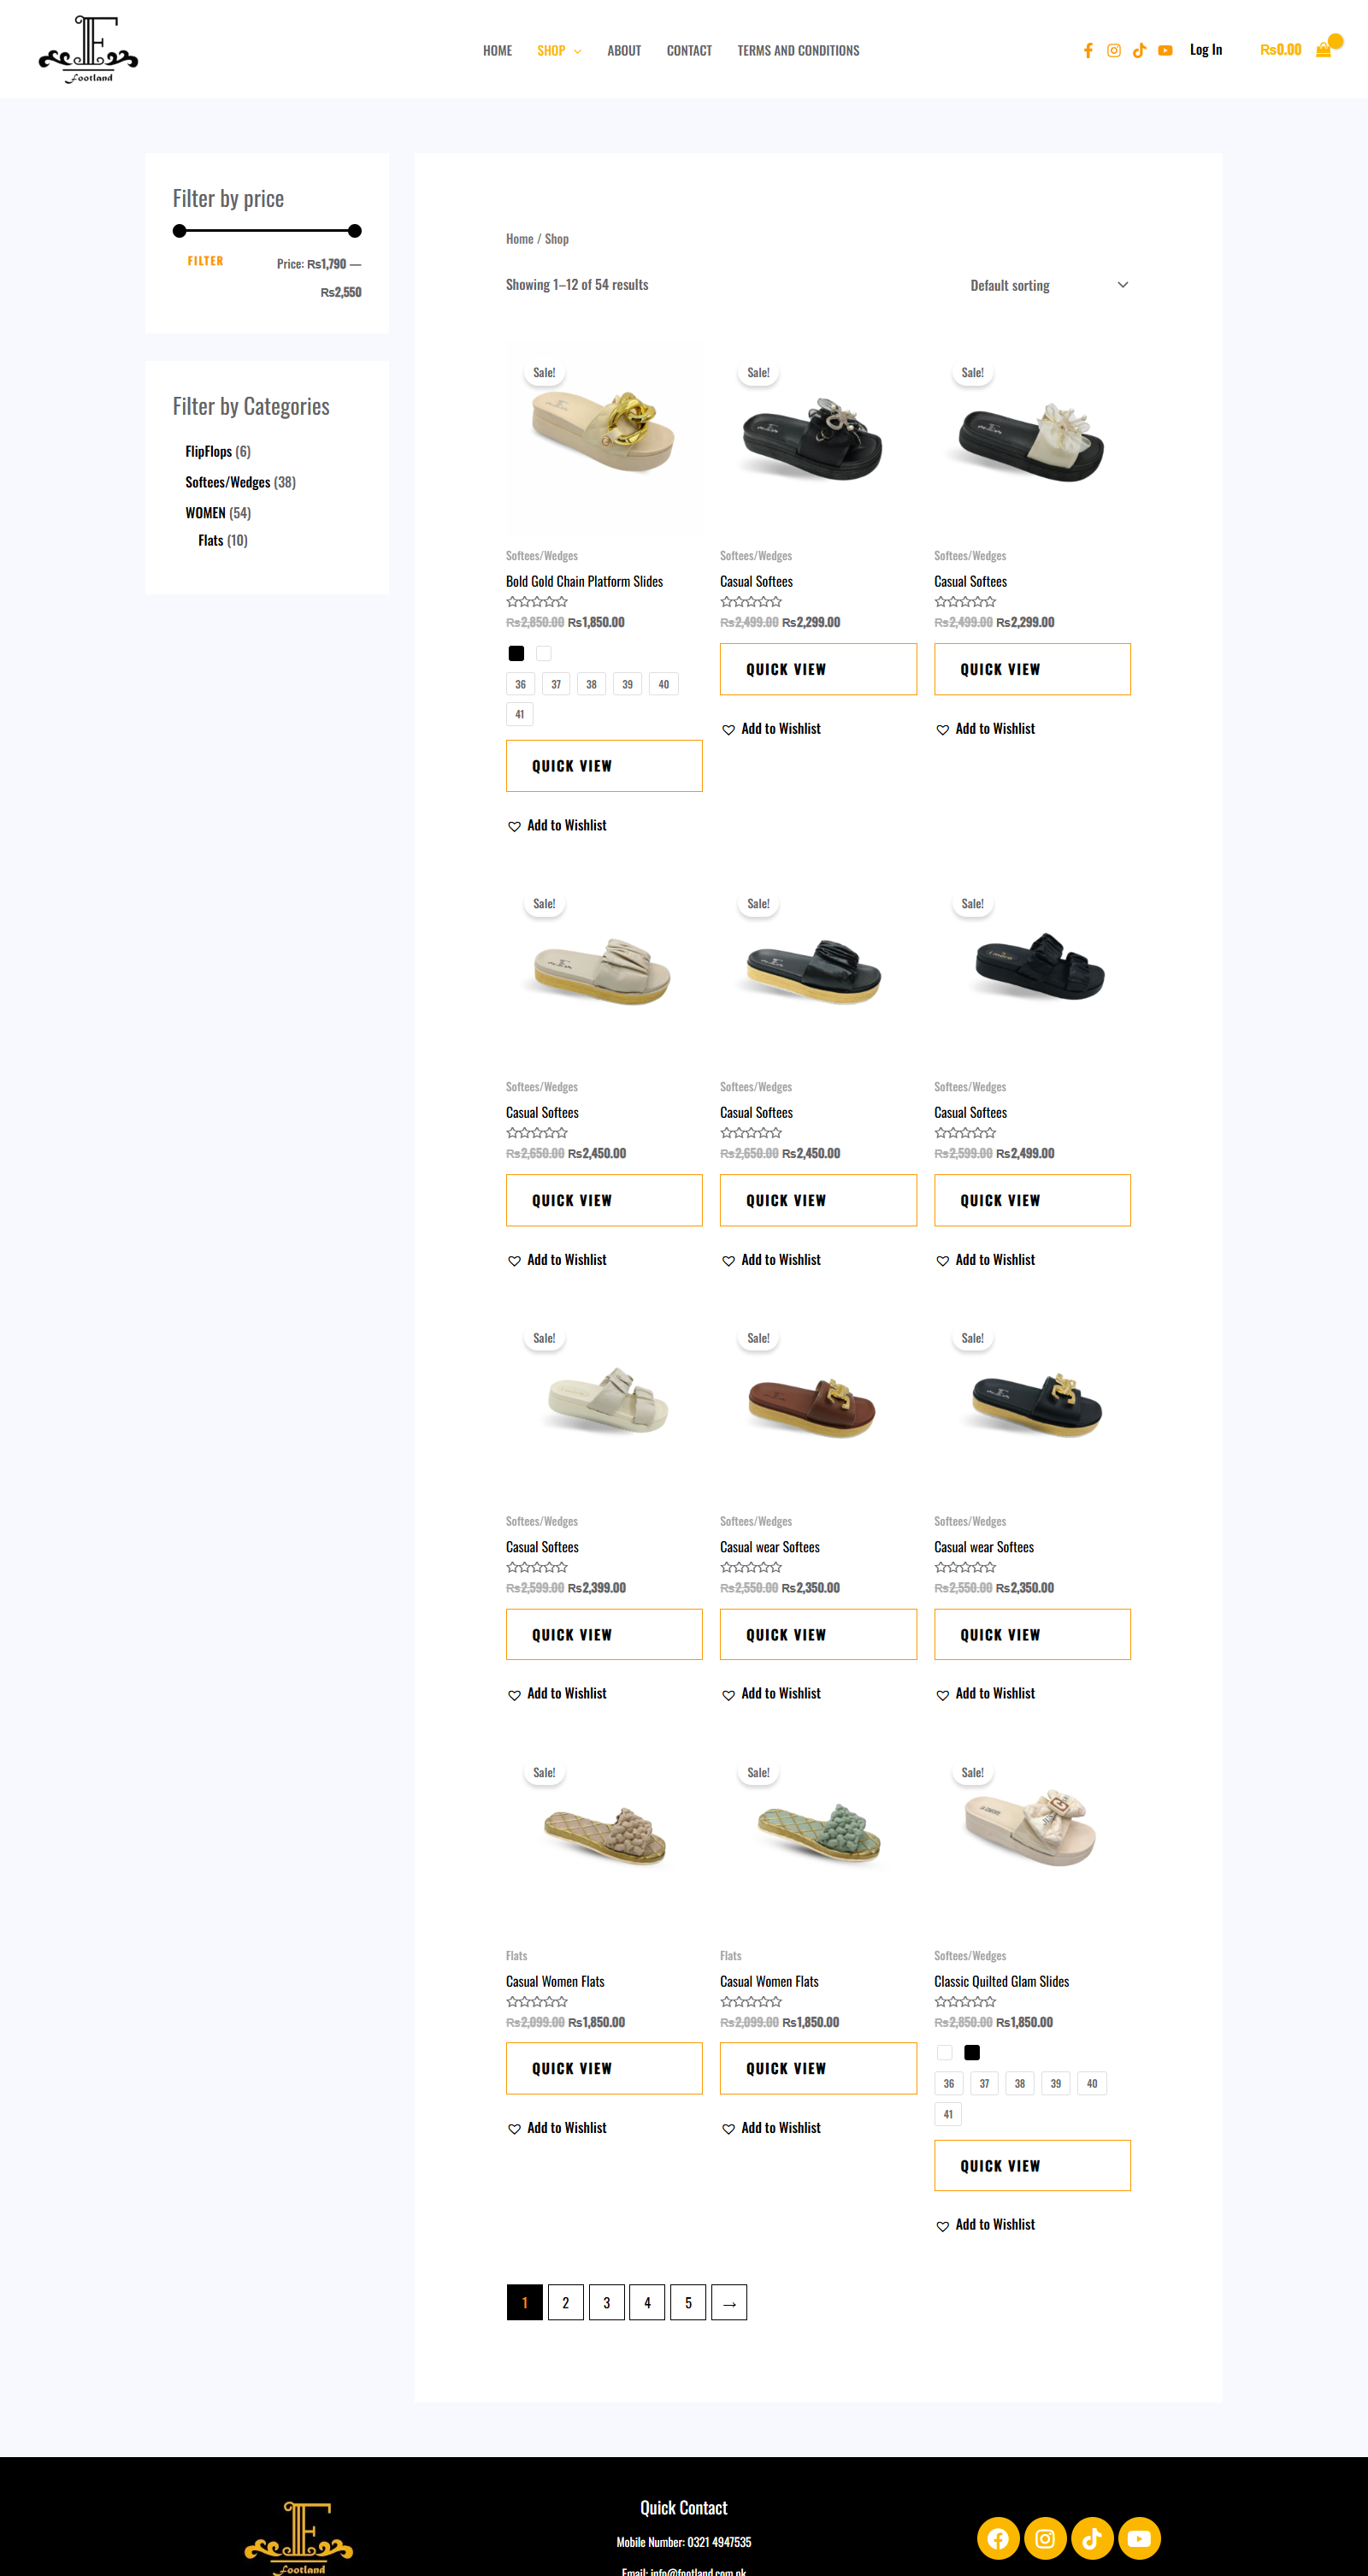 Footland
HOME
SHOP
ABOUT
CONTACT
TERMS AND CONDITIONS
Log In
₨0.00
Filter by price
FILTER
Price: ₨1,790 —
₨2,550
Filter by Categories
FlipFlops (6)
Softees/Wedges (38)
WOMEN (54)
Flats (10)
Home / Shop
Showing 1–12 of 54 results
Default sorting
Sale!
Sale!
Sale!
Softees/Wedges
Bold Gold Chain Platform Slides
₨2,850.00 ₨1,850.00
36 37 38 39 40
41
QUICK VIEW
Add to Wishlist
Softees/Wedges
Casual Softees
₨2,499.00 ₨2,299.00
QUICK VIEW
Add to Wishlist
Softees/Wedges
Casual Softees
₨2,499.00 ₨2,299.00
QUICK VIEW
Add to Wishlist
Sale!
Sale!
Sale!
Softees/Wedges
Casual Softees
₨2,650.00 ₨2,450.00
QUICK VIEW
Add to Wishlist
Softees/Wedges
Casual Softees
₨2,650.00 ₨2,450.00
QUICK VIEW
Add to Wishlist
Softees/Wedges
Casual Softees
₨2,599.00 ₨2,499.00
QUICK VIEW
Add to Wishlist
Sale!
Sale!
Sale!
Softees/Wedges
Casual Softees
₨2,599.00 ₨2,399.00
QUICK VIEW
Add to Wishlist
Softees/Wedges
Casual wear Softees
₨2,550.00 ₨2,350.00
QUICK VIEW
Add to Wishlist
Softees/Wedges
Casual wear Softees
₨2,550.00 ₨2,350.00
QUICK VIEW
Add to Wishlist
Sale!
Sale!
Sale!
Flats
Casual Women Flats
₨2,099.00 ₨1,850.00
QUICK VIEW
Add to Wishlist
Flats
Casual Women Flats
₨2,099.00 ₨1,850.00
QUICK VIEW
Add to Wishlist
Softees/Wedges
Classic Quilted Glam Slides
₨2,850.00 ₨1,850.00
36 37 38 39 40
41
QUICK VIEW
Add to Wishlist
1 2 3 4 5 →
Footland
Quick Contact
Mobile Number: 0321 4947535
Email: info@footland.com.pk